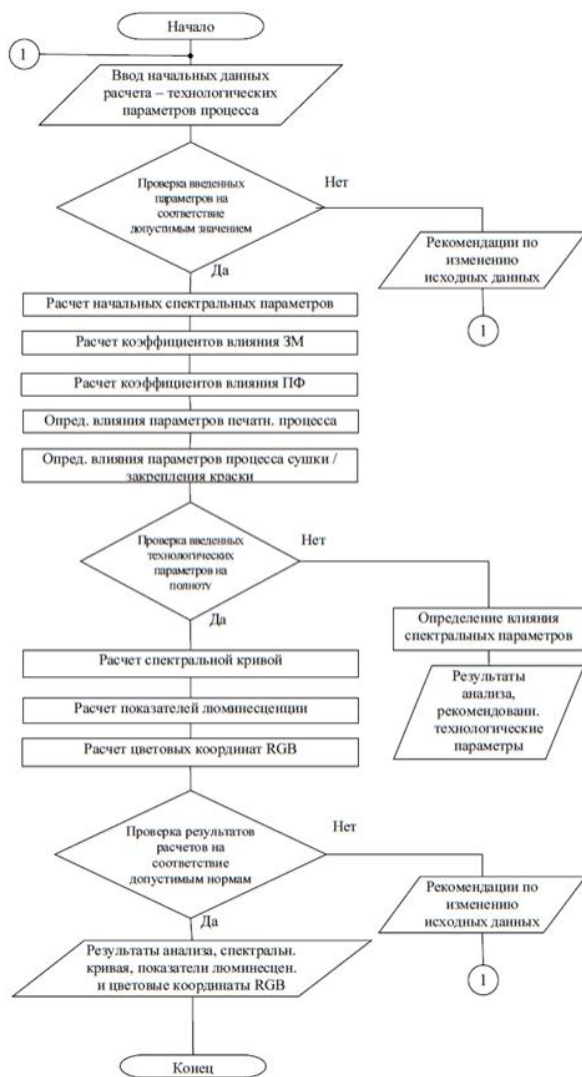 Начало
1
Ввод начальных данных
расчета – технологических
параметров процесса
Проверка введенных
параметров на
соответствие
допустимым значением
Нет
Да
Рекомендации по
изменению
исходных данных
1
Расчет начальных спектральных параметров
Расчет коэффициентов влияния ЗМ
Расчет коэффициентов влияния ПФ
Опред. влияния параметров печатн. процесса
Опред. влияния параметров процесса сушки /
закрепления краски
Проверка введенных
технологических
параметров на
полноту
Нет
Да
Определение влияния
спектральных параметров
Результаты
анализа,
рекомендованн.
технологические
параметры
Расчет спектральной кривой
Расчет показателей люминесценции
Расчет цветовых координат RGB
Проверка результатов
расчетов на
соответствие
допустимым нормам
Нет
Да
Рекомендации по
изменению
исходных данных
1
Результаты анализа, спектральн.
кривая, показатели люминесцен.
и цветовые координаты RGB
Конец